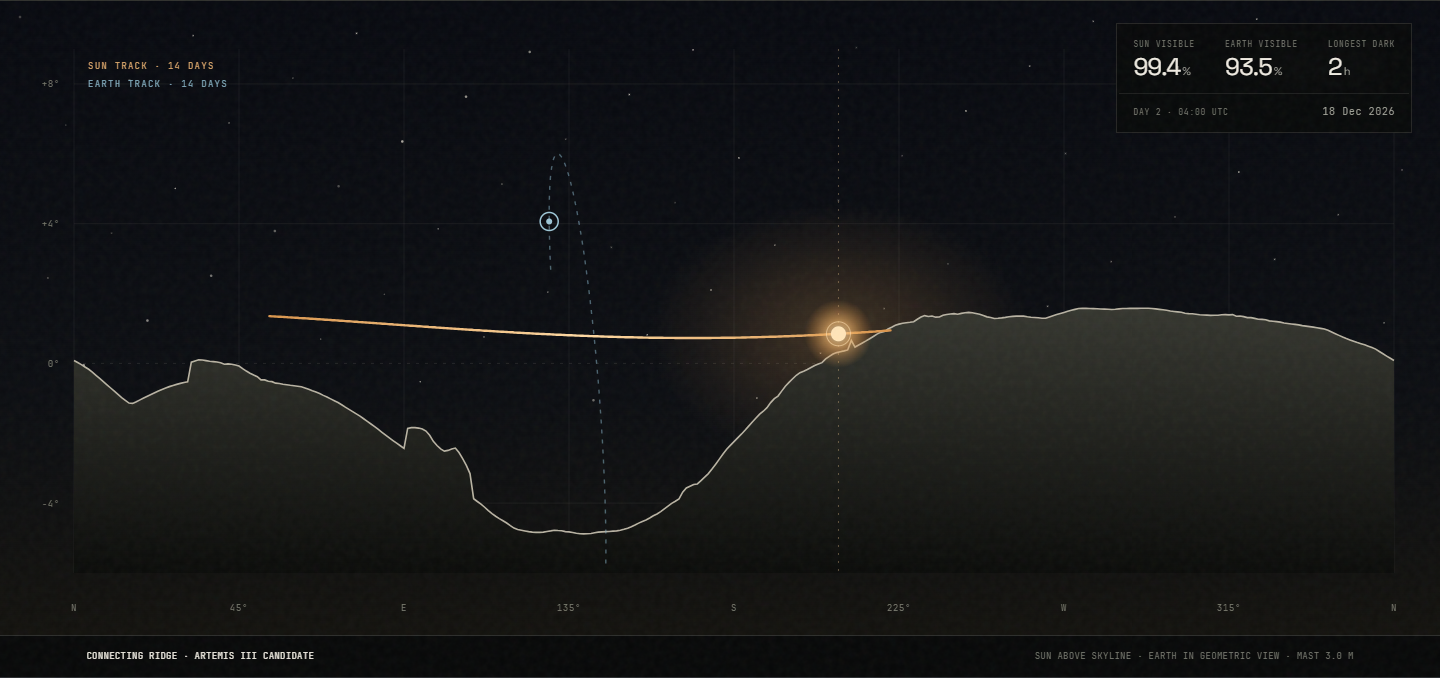 SUN TRACK · 14 DAYS
EARTH TRACK · 14 DAYS
SUN VISIBLE EARTH VISIBLE LONGEST DARK
99.4% 93.5% 2h
DAY 2 · 04:00 UTC 18 Dec 2026
+8°
+4°
0°
-4°
N 45° E 135° S 225° W 315° N
CONNECTING RIDGE · ARTEMIS III CANDIDATE
SUN ABOVE SKYLINE · EARTH IN GEOMETRIC VIEW · MAST 3.0 M